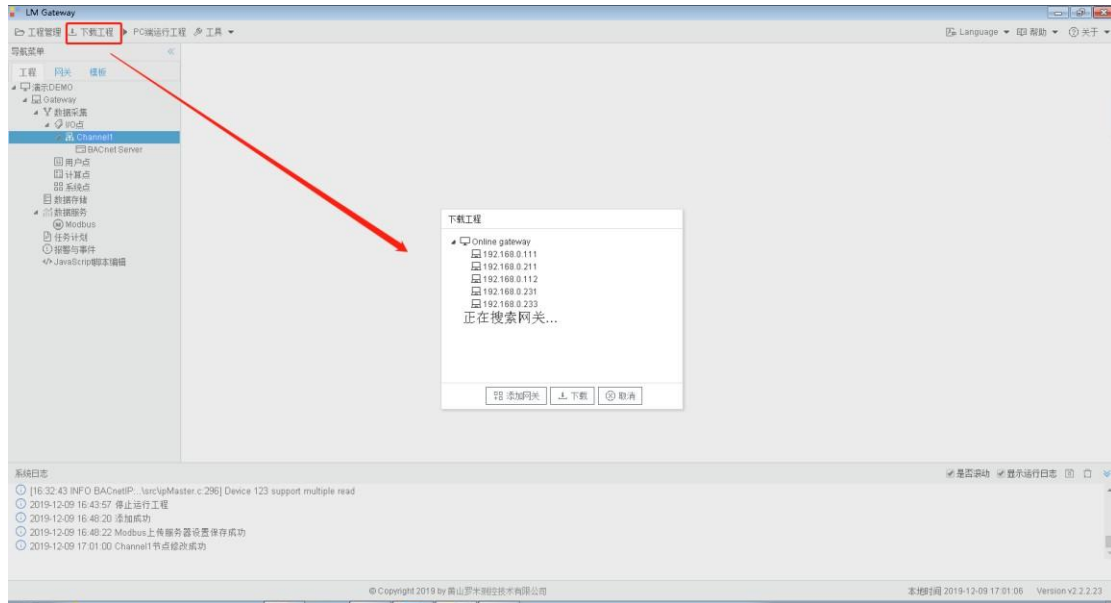 LM Gateway
工程管理 下载工程 PC端运行工程 工具
Language 帮助 关于
导航菜单
工程 网关 模板
演示DEMO
Gateway
数据采集
I/O点
Channel1
BACnet Server
用户点
计算点
系统点
数据存储
数据服务
Modbus
任务计划
报警与事件
JavaScript脚本编辑
下载工程
Online gateway
192.168.0.111
192.168.0.211
192.168.0.112
192.168.0.231
192.168.0.233
正在搜索网关...
添加网关 下载 取消
系统日志
是否滚动 显示运行日志
[16:32:43 INFO BACnetIP:..\src\ipMaster.c:296] Device 123 support multiple read
2019-12-09 16:43:57 停止运行工程
2019-12-09 16:48:20 添加成功
2019-12-09 16:48:22 Modbus上传服务器设置保存成功
2019-12-09 17:01:00 Channel1节点修改成功
© Copyright 2019 by 黄山罗米测控技术有限公司
本地时间 2019-12-09 17:01:06 Version v2.2.2.23